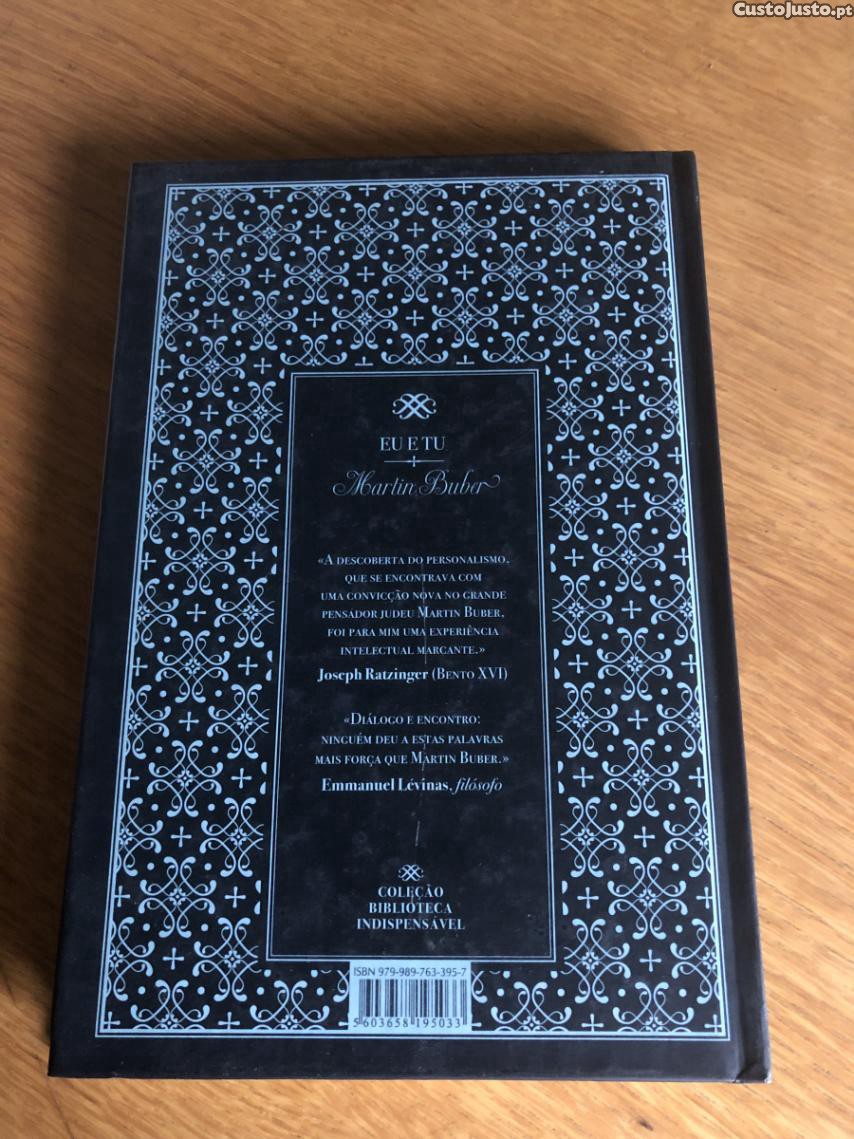 CustoJusto.pt
EU E TU
Martin Buber
«A DESCOBERTA DO PERSONALISMO,
QUE SE ENCONTRAVA COM
UMA CONVICÇÃO NOVA NO GRANDE
PENSADOR JUDEU MARTIN BUBER,
FOI PARA MIM UMA EXPERIÊNCIA
INTELECTUAL MARCANTE.»
Joseph Ratzinger (BENTO XVI)
«DIÁLOGO E ENCONTRO:
NINGUÉM DEU A ESTAS PALAVRAS
MAIS FORÇA QUE MARTIN BUBER.»
Emmanuel Lévinas, filósofo
COLEÇÃO
BIBLIOTECA
INDISPENSÁVEL
ISBN 979-989-763-395-7
5603658 195033